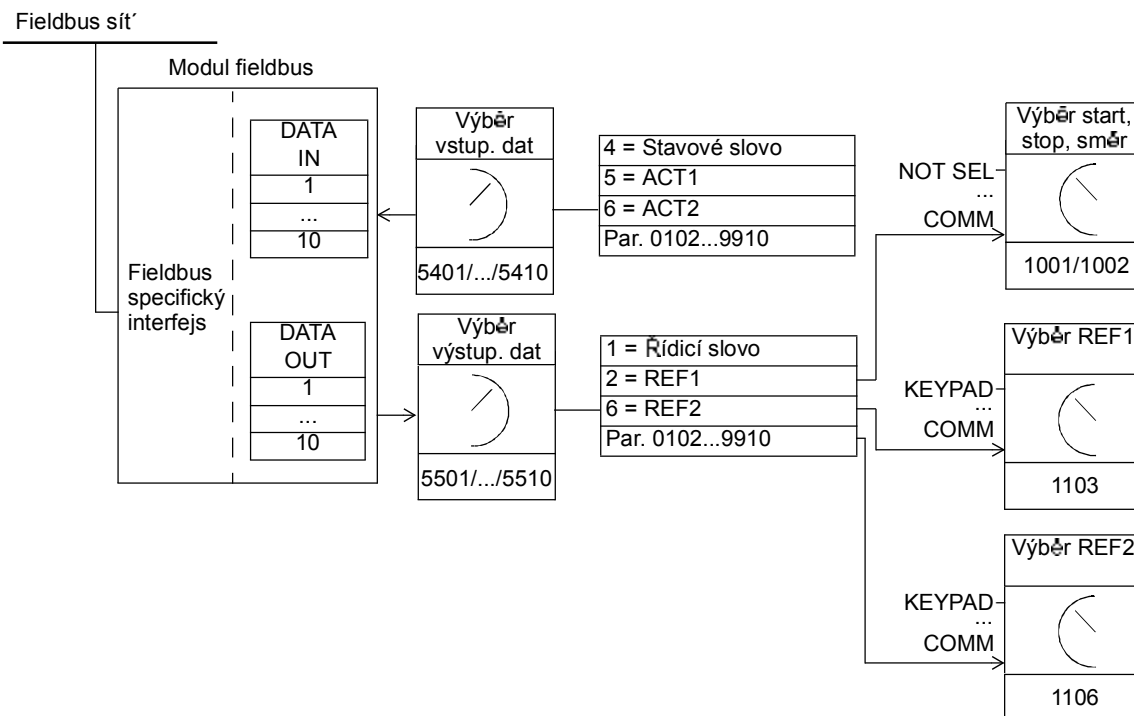 Fieldbus sít´
Modul fieldbus
Fieldbus
specifický
interfejs
DATA
IN
1
...
10
DATA
OUT
1
...
10
Výběr
vstup. dat
5401/.../5410
Výběr
výstup. dat
5501/.../5510
4 = Stavové slovo
5 = ACT1
6 = ACT2
Par. 0102...9910
1 = Řídicí slovo
2 = REF1
6 = REF2
Par. 0102...9910
Výběr start,
stop, směr
NOT SEL
...
COMM
1001/1002
Výběr REF1
KEYPAD
...
COMM
1103
Výběr REF2
KEYPAD
...
COMM
1106